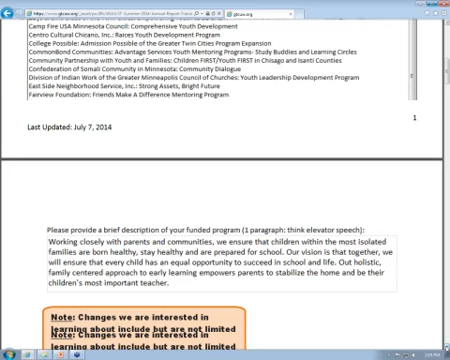 gtcuw.org
Camp Fire USA Minnesota Council: Comprehensive Youth Development
Centro Cultural Chicano, Inc.: Raices Youth Development Program
College Possible: Admission Possible of the Greater Twin Cities Program Expansion
CommonBond Communities: Advantage Services Youth Mentoring Programs- Study Buddies and Learning Circles
Community Partnership with Youth and Families: Children FIRST/Youth FIRST in Chisago and Isanti Counties
Confederation of Somali Community in Minnesota: Community Dialogue
Division of Indian Work of the Greater Minneapolis Council of Churches: Youth Leadership Development Program
East Side Neighborhood Service, Inc.: Strong Assets, Bright Future
Fairview Foundation: Friends Make A Difference Mentoring Program
1
Last Updated: July 7, 2014
Please provide a brief description of your funded program (1 paragraph: think elevator speech):
Working closely with parents and communities, we ensure that children within the most isolated
families are born healthy, stay healthy and are prepared for school. Our vision is that together, we
will ensure that every child has an equal opportunity to succeed in school and life. Our holistic,
family centered approach to early learning empowers parents to stabilize the home and be their
children's most important teacher.
Note: Changes we are interested in
learning about include but are not limited
Note: Changes we are interested in
learning about include but are not limited